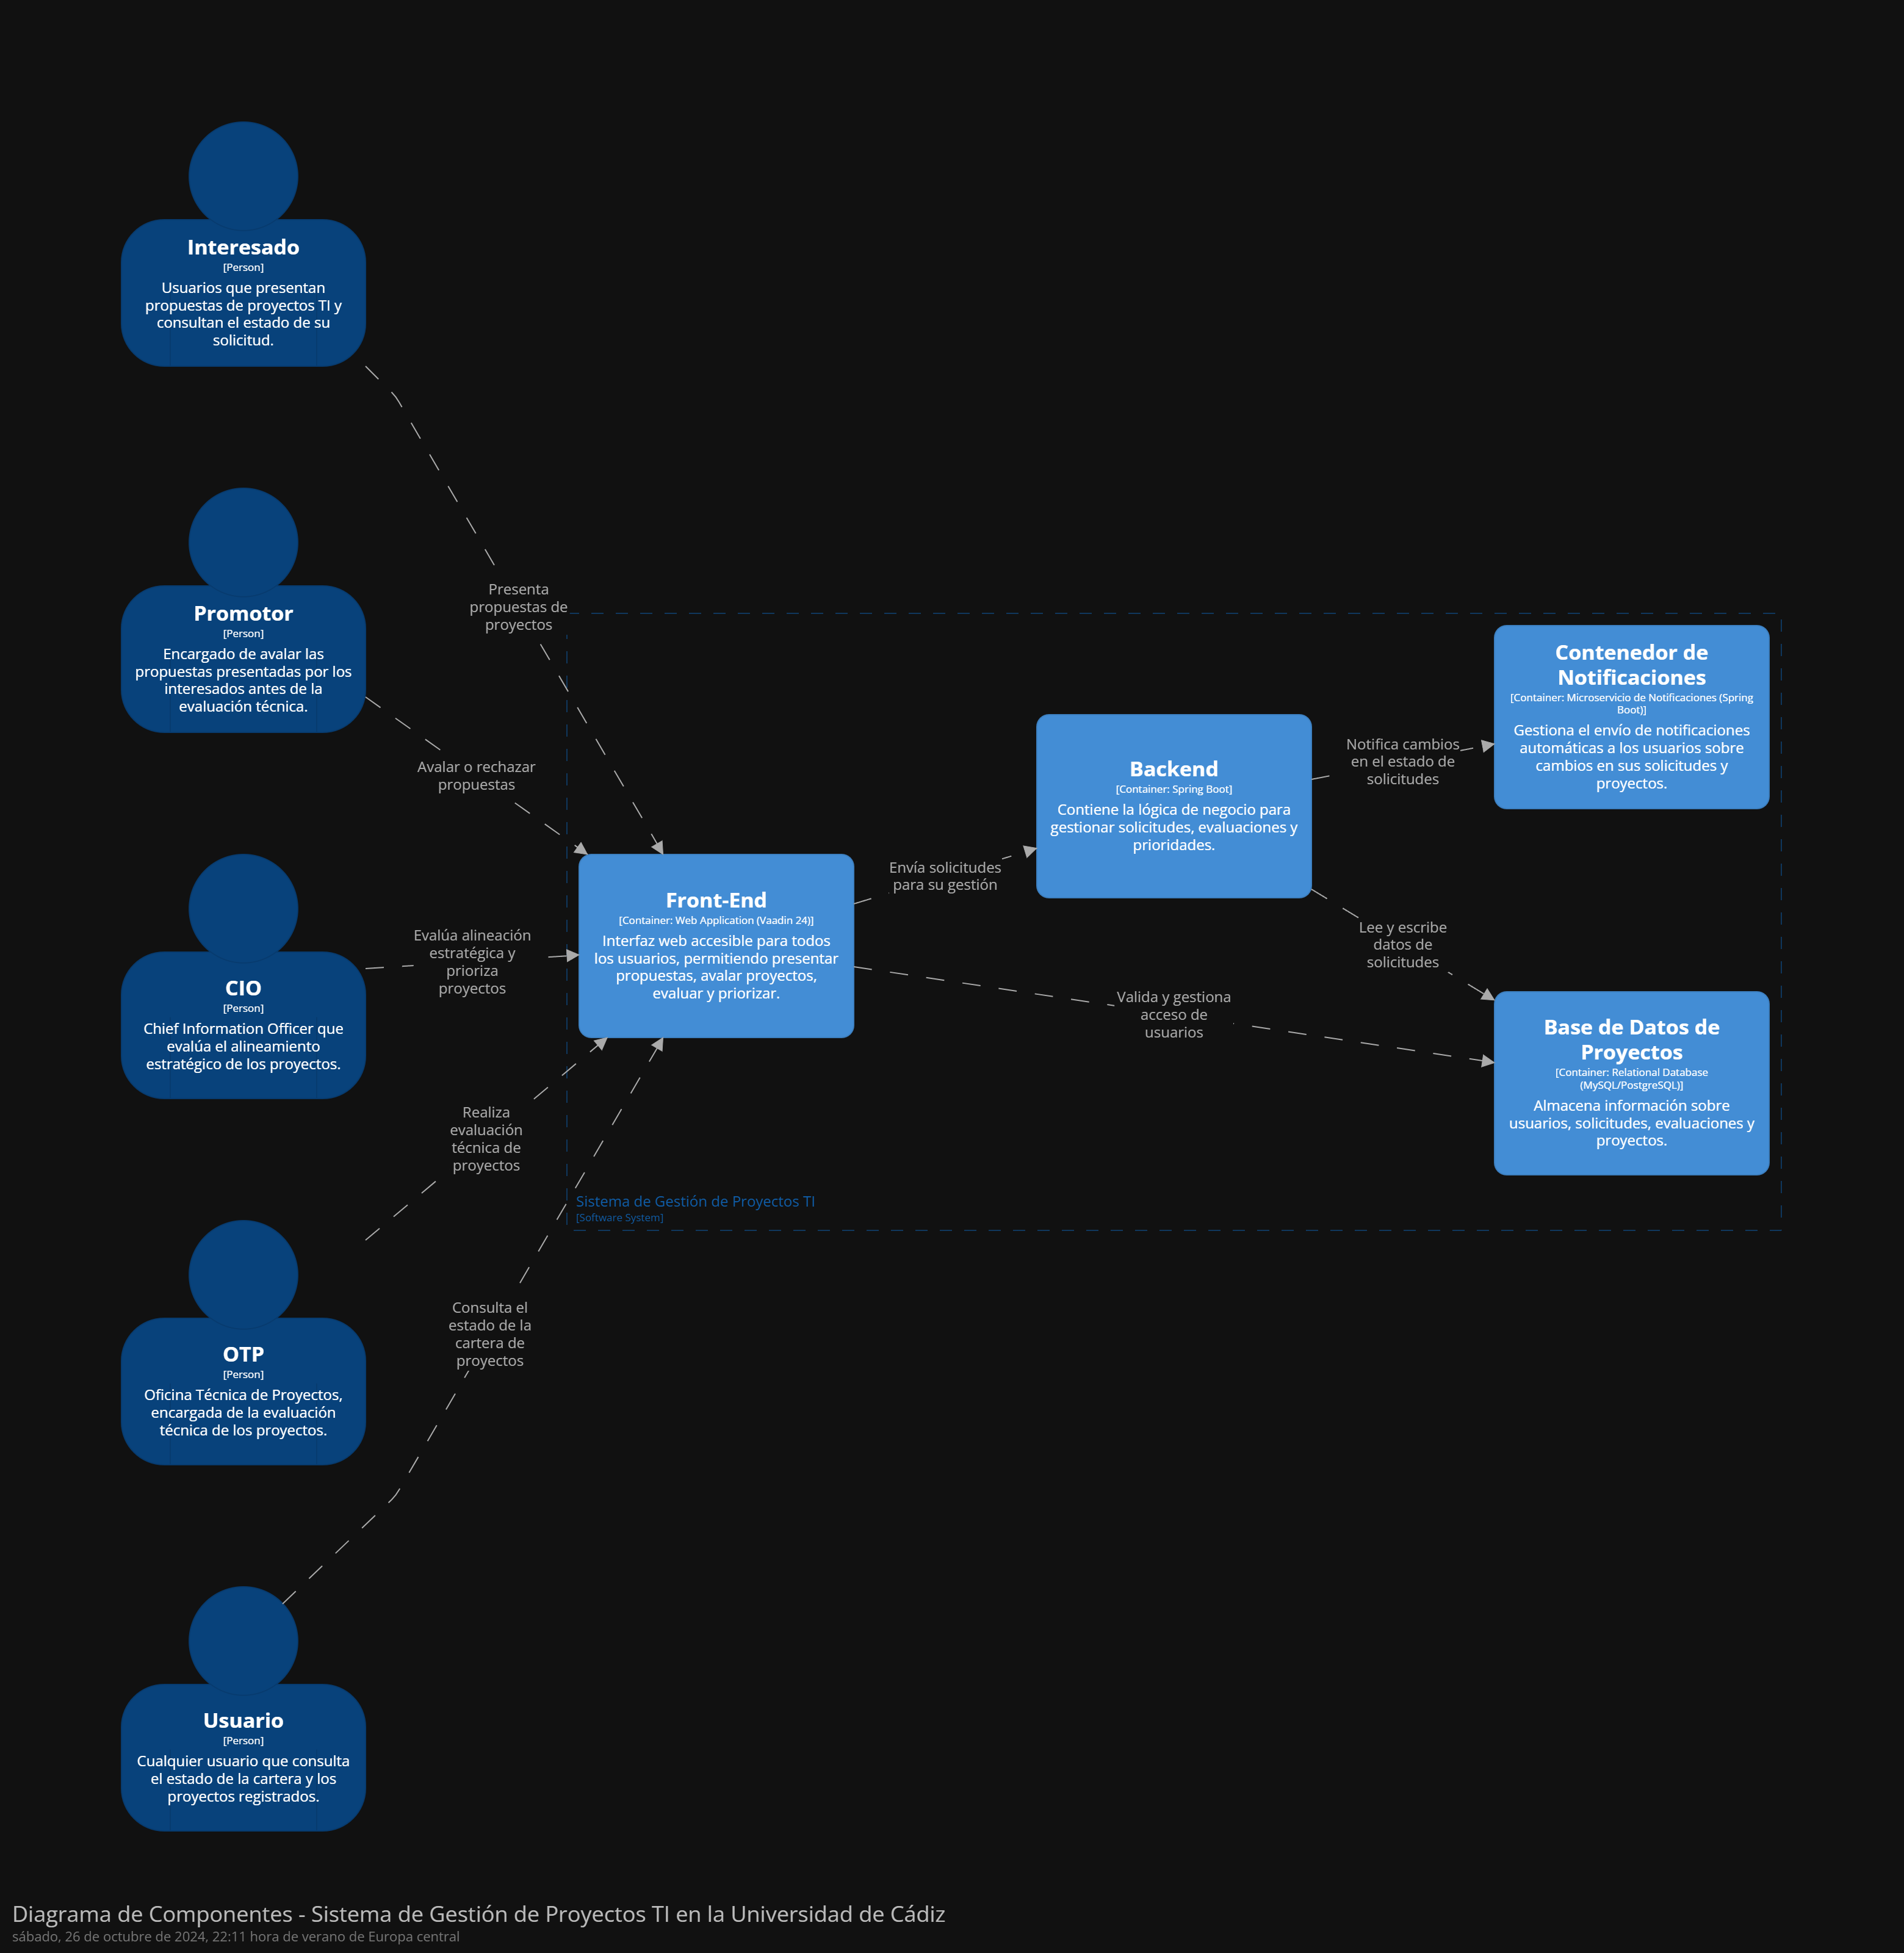 Interesado
[Person]
Usuarios que presentan
propuestas de proyectos TI y
consultan el estado de su
solicitud.
Presenta
propuestas de
proyectos
Promotor
[Person]
Encargado de avalar las
propuestas presentadas por los
interesados antes de la
evaluación técnica.
Avalar o rechazar
propuestas
CIO
[Person]
Chief Information Officer que
evalúa el alineamiento
estratégico de los proyectos.
Evalúa alineación
estratégica y
prioriza
proyectos
OTP
[Person]
Oficina Técnica de Proyectos,
encargada de la evaluación
técnica de los proyectos.
Realiza
evaluación
técnica de
proyectos
Usuario
[Person]
Cualquier usuario que consulta
el estado de la cartera y los
proyectos registrados.
Consulta el
estado de la
cartera de
proyectos
Front-End
[Container: Web Application (Vaadin 24)]
Interfaz web accesible para todos
los usuarios, permitiendo presentar
propuestas, avalar proyectos,
evaluar y priorizar.
Envía solicitudes
para su gestión
Valida y gestiona
acceso de
usuarios
Backend
[Container: Spring Boot]
Contiene la lógica de negocio para
gestionar solicitudes, evaluaciones y
prioridades.
Notifica cambios
en el estado de
solicitudes
Lee y escribe
datos de
solicitudes
Contenedor de
Notificaciones
[Container: Microservicio de Notificaciones (Spring
Boot)]
Gestiona el envío de notificaciones
automáticas a los usuarios sobre
cambios en sus solicitudes y
proyectos.
Base de Datos de
Proyectos
[Container: Relational Database
(MySQL/PostgreSQL)]
Almacena información sobre
usuarios, solicitudes, evaluaciones y
proyectos.
Sistema de Gestión de Proyectos TI
[Software System]
Diagrama de Componentes - Sistema de Gestión de Proyectos TI en la Universidad de Cádiz
sábado, 26 de octubre de 2024, 22:11 hora de verano de Europa central